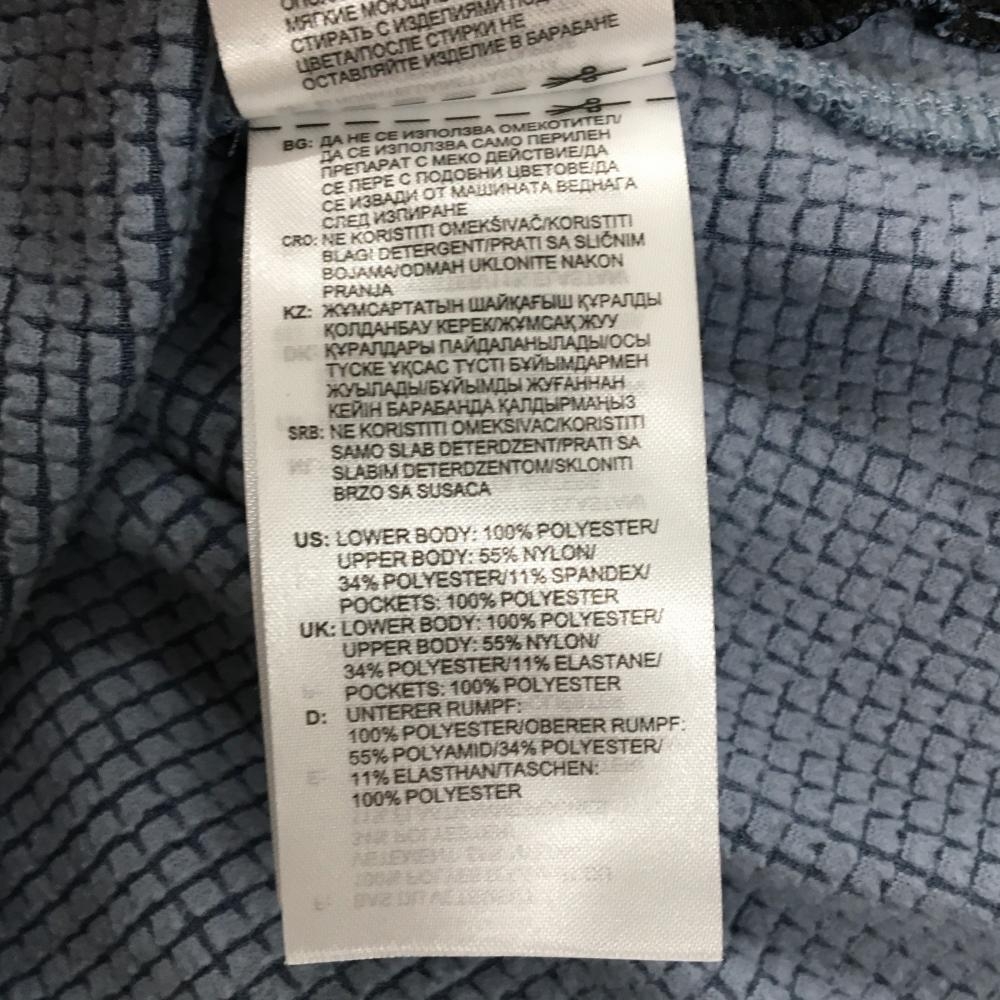 МЯГКИЕ МОЮЩИЕ
СТИРАТЬ С ИЗДЕЛИЯМИ
ЦВЕТА/ПОСЛЕ СТИРКИ НЕ
ОСТАВЛЯЙТЕ ИЗДЕЛИЕ В БАРАБАНЕ
BG: ДА НЕ СЕ ИЗПОЛЗВА ОМЕКОТИТЕЛ/
ДА СЕ ИЗПОЛЗВА САМО ПЕРИЛЕН
ПРЕПАРАТ С МЕКО ДЕЙСТВИЕ/ДА
СЕ ПЕРЕ С ПОДОБНИ ЦВЕТОВЕ/ДА
СЕ ИЗВАДИ ОТ МАШИНАТА ВЕДНАГА
СЛЕД ИЗПИРАНЕ
CRO: NE KORISTITI OMEKŠIVAČ/KORISTITI
BLAGI DETERGENT/PRATI SA SLIČNIM
BOJAMA/ODMAH UKLONITE NAKON
PRANJA
KZ: ЖҰМСАРТАТЫН ШАЙҚАҒЫШ ҚҰРАЛДЫ
ҚОЛДАНБАУ КЕРЕК/ЖҰМСАҚ ЖУУ
ҚҰРАЛДАРЫ ПАЙДАЛАНЫЛАДЫ/ОСЫ
ТҮСКЕ ҰҚСАС ТҮСТІ БҰЙЫМДАРМЕН
ЖУЫЛАДЫ/БҰЙЫМДЫ ЖУҒАННАН
КЕЙІН БАРАБАНДА ҚАЛДЫРМАҢЫЗ
SRB: NE KORISTITI OMEKSIVAC/KORISTITI
SAMO SLAB DETERDZENT/PRATI SA
SLABIM DETERDZENTOM/SKLONITI
BRZO SA SUSACA
US: LOWER BODY: 100% POLYESTER/
UPPER BODY: 55% NYLON/
34% POLYESTER/11% SPANDEX/
POCKETS: 100% POLYESTER
UK: LOWER BODY: 100% POLYESTER/
UPPER BODY: 55% NYLON/
34% POLYESTER/11% ELASTANE/
POCKETS: 100% POLYESTER
D: UNTERER RUMPF:
100% POLYESTER/OBERER RUMPF:
55% POLYAMID/34% POLYESTER/
11% ELASTHAN/TASCHEN:
100% POLYESTER